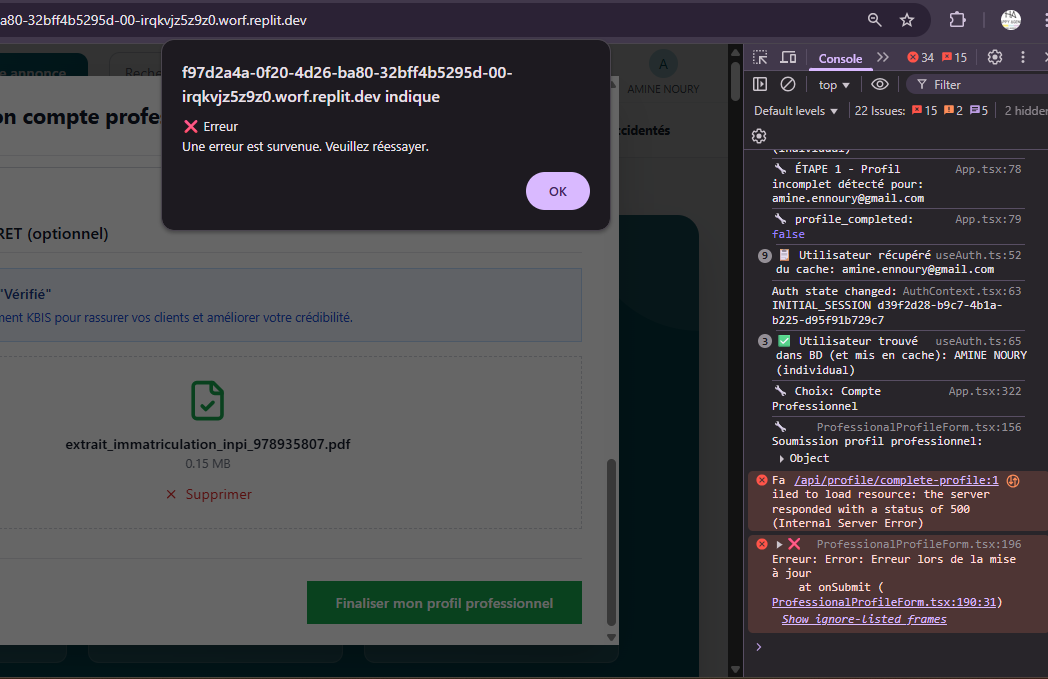 a80-32bff4b5295d-00-irqkvjz5z9z0.worf.replit.dev
f97d2a4a-0f20-4d26-ba80-32bff4b5295d-00-
irqkvjz5z9z0.worf.replit.dev indique
❌ Erreur
Une erreur est survenue. Veuillez réessayer.
OK
e annonce
Reche
A
AMINE NOURY
on compte profe
ccidentés
RET (optionnel)
"Vérifié"
ment KBIS pour rassurer vos clients et améliorer votre crédibilité.
extrait_immatriculation_inpi_978935807.pdf
0.15 MB
✕ Supprimer
Finaliser mon profil professionnel
Console
34
15
top ▼
Filter
Default levels ▼
22 Issues:
15
2
5
2 hidden
(individual)
🔧 ÉTAPE 1 - Profil App.tsx:78
incomplet détecté pour:
amine.ennoury@gmail.com
🔧 profile_completed: App.tsx:79
false
9 Utilisateur récupéré useAuth.ts:52
du cache: amine.ennoury@gmail.com
Auth state changed: AuthContext.tsx:63
INITIAL_SESSION d39f2d28-b9c7-4b1a-
b225-d95f91b729c7
3 ✅ Utilisateur trouvé useAuth.ts:65
dans BD (et mis en cache): AMINE NOURY
(individual)
🔧 Choix: Compte App.tsx:322
Professionnel
🔧 ProfessionalProfileForm.tsx:156
Soumission profil professionnel:
▶ Object
Fa /api/profile/complete-profile:1
iled to load resource: the server
responded with a status of 500
(Internal Server Error)
▶ ❌ ProfessionalProfileForm.tsx:196
Erreur: Error: Erreur lors de la mise
à jour
at onSubmit (
ProfessionalProfileForm.tsx:190:31)
Show ignore-listed frames